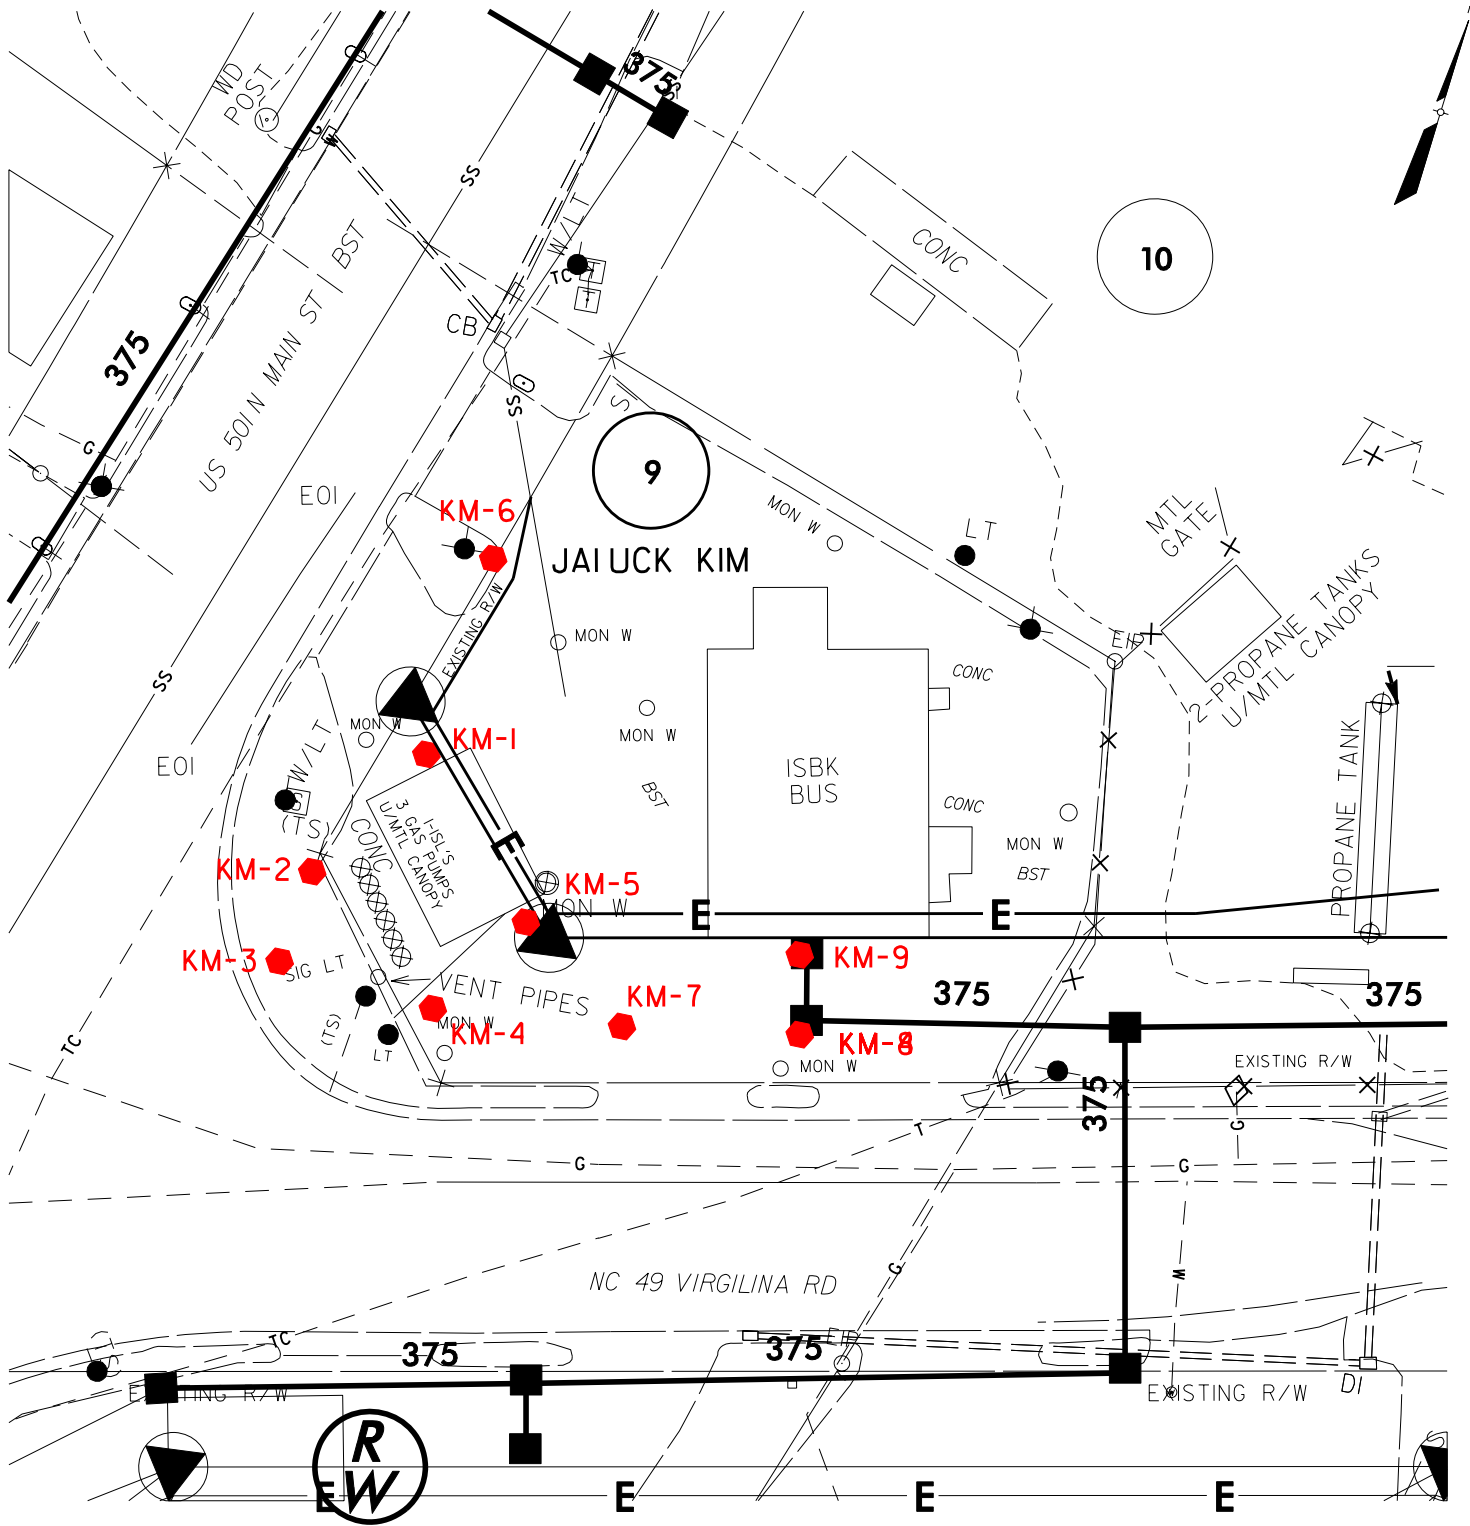 WD
POST
375
W
375
SS
US 501 N MAIN ST
BST
CB
W/LT
TC
SS
S
CONC
10
9
G
EOI
KM-6
JAI UCK KIM
EXISTING R/W
MON W
LT
MTL
GATE
EIP
2-PROPANE TANKS
U/MTL CANOPY
SS
MON W
MON W
MON W
KM-1
CONC
EOI
W/LT
BST
ISBK
BUS
CONC
PROPANE TANK
(TS)
CONC
1-ISL'S
3 GAS PUMPS
U/MTL CANOPY
MON W
BST
KM-2
KM-5
MON W
E
E
E
KM-3
SIG LT
KM-9
VENT PIPES
KM-7
375
375
(TS)
MON W
KM-4
KM-8
LT
TC
MON W
EXISTING R/W
375
T
G
G
G
G
W
NC 49 VIRGILINA RD
TC
375
375
EXISTING R/W
EXISTING R/W
DI
R
W
E
E
E
E
S